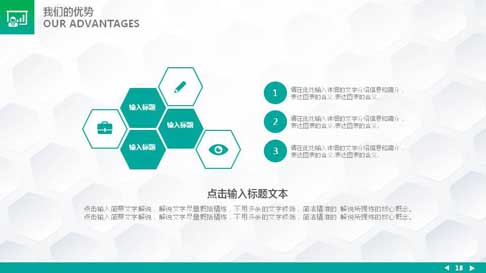 我们的优势
OUR ADVANTAGES
输入标题
输入标题
输入标题
1
请在此处输入详细的文字介绍信息和简介，
表达图表的含义,表达图表的含义。
2
请在此处输入详细的文字介绍信息和简介，
表达图表的含义,表达图表的含义。
3
请在此处输入详细的文字介绍信息和简介，
表达图表的含义,表达图表的含义。
点击输入标题文本
点击输入简要文字解说，解说文字尽量概括精炼，不用多余的文字修饰，简洁精准的 解说所提炼的核心概念。
点击输入简要文字解说，解说文字尽量概括精炼，不用多余的文字修饰，简洁精准的 解说所提炼的核心概念。
18